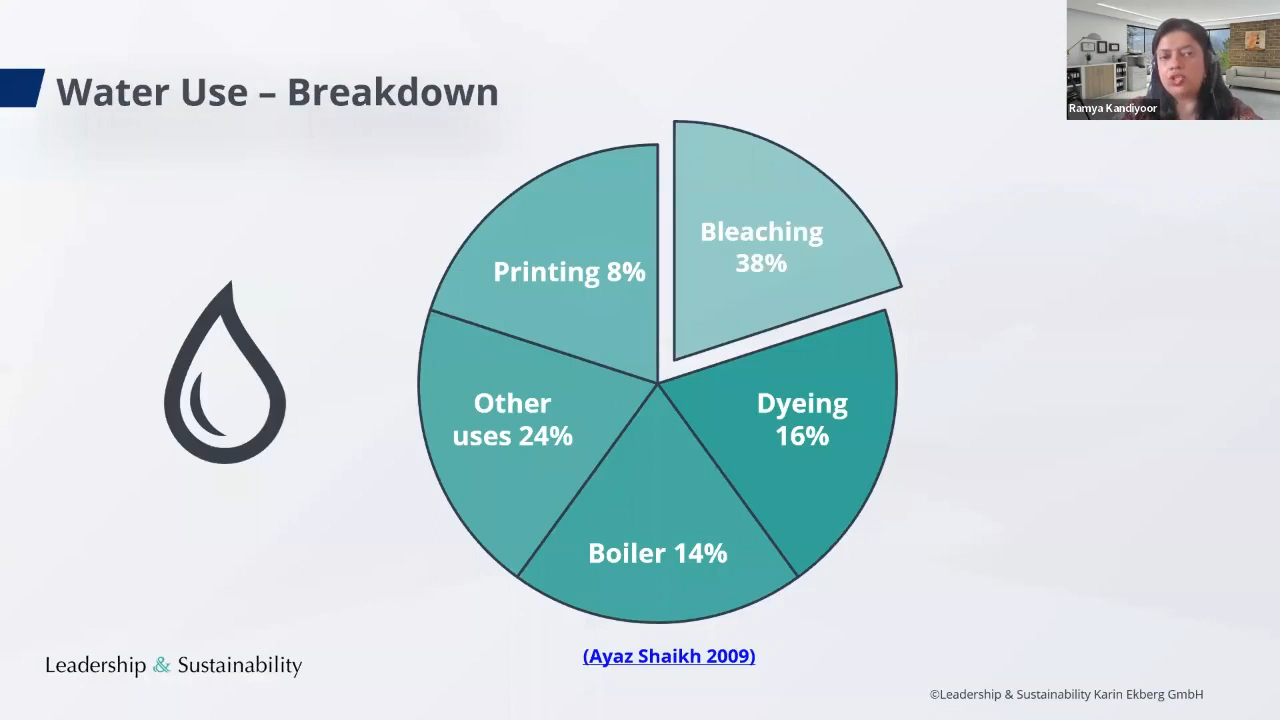 Ramya Kandiyoor
Water Use – Breakdown
Bleaching
38%
Printing 8%
Other
uses 24%
Dyeing
16%
Boiler 14%
(Ayaz Shaikh 2009)
Leadership & Sustainability
©Leadership & Sustainability Karin Ekberg GmbH